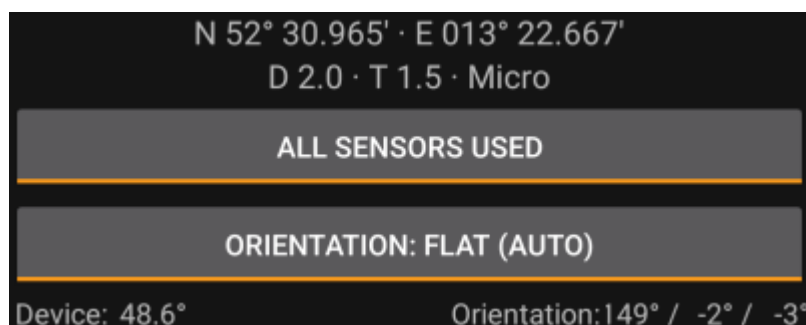 N 52° 30.965' · E 013° 22.667'
D 2.0 · T 1.5 · Micro
ALL SENSORS USED
ORIENTATION: FLAT (AUTO)
Device: 48.6° Orientation:149° / -2° / -3°